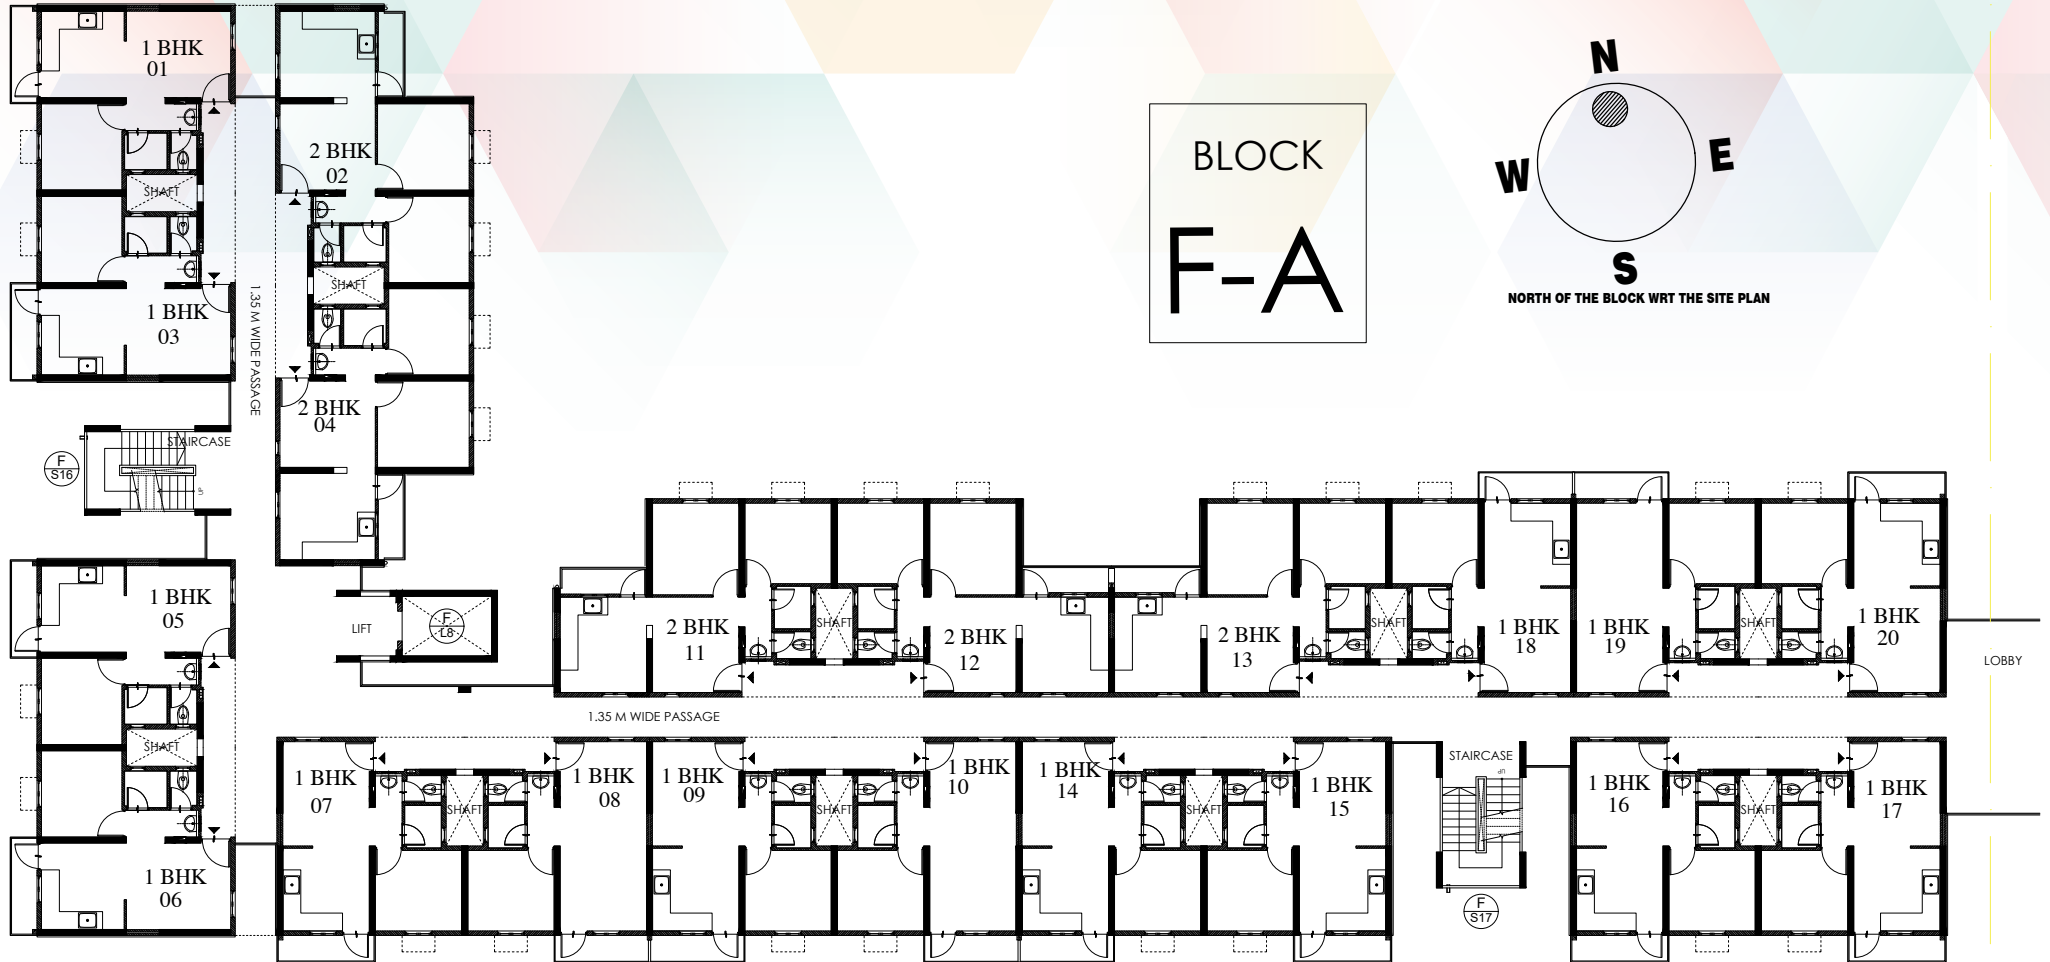 1 BHK
01
2 BHK
02
SHAFT
SHAFT
1 BHK
03
1.35 M WIDE PASSAGE
2 BHK
04
STAIRCASE
UP
F
S16
BLOCK
F-A
N
W
E
S
NORTH OF THE BLOCK WRT THE SITE PLAN
1 BHK
05
LIFT
F
L8
SHAFT
1 BHK
06
2 BHK
11
SHAFT
2 BHK
12
2 BHK
13
SHAFT
1 BHK
18
1 BHK
19
SHAFT
1 BHK
20
LOBBY
1.35 M WIDE PASSAGE
1 BHK
07
SHAFT
1 BHK
08
1 BHK
09
SHAFT
1 BHK
10
1 BHK
14
SHAFT
1 BHK
15
STAIRCASE
UP
F
S17
1 BHK
16
SHAFT
1 BHK
17